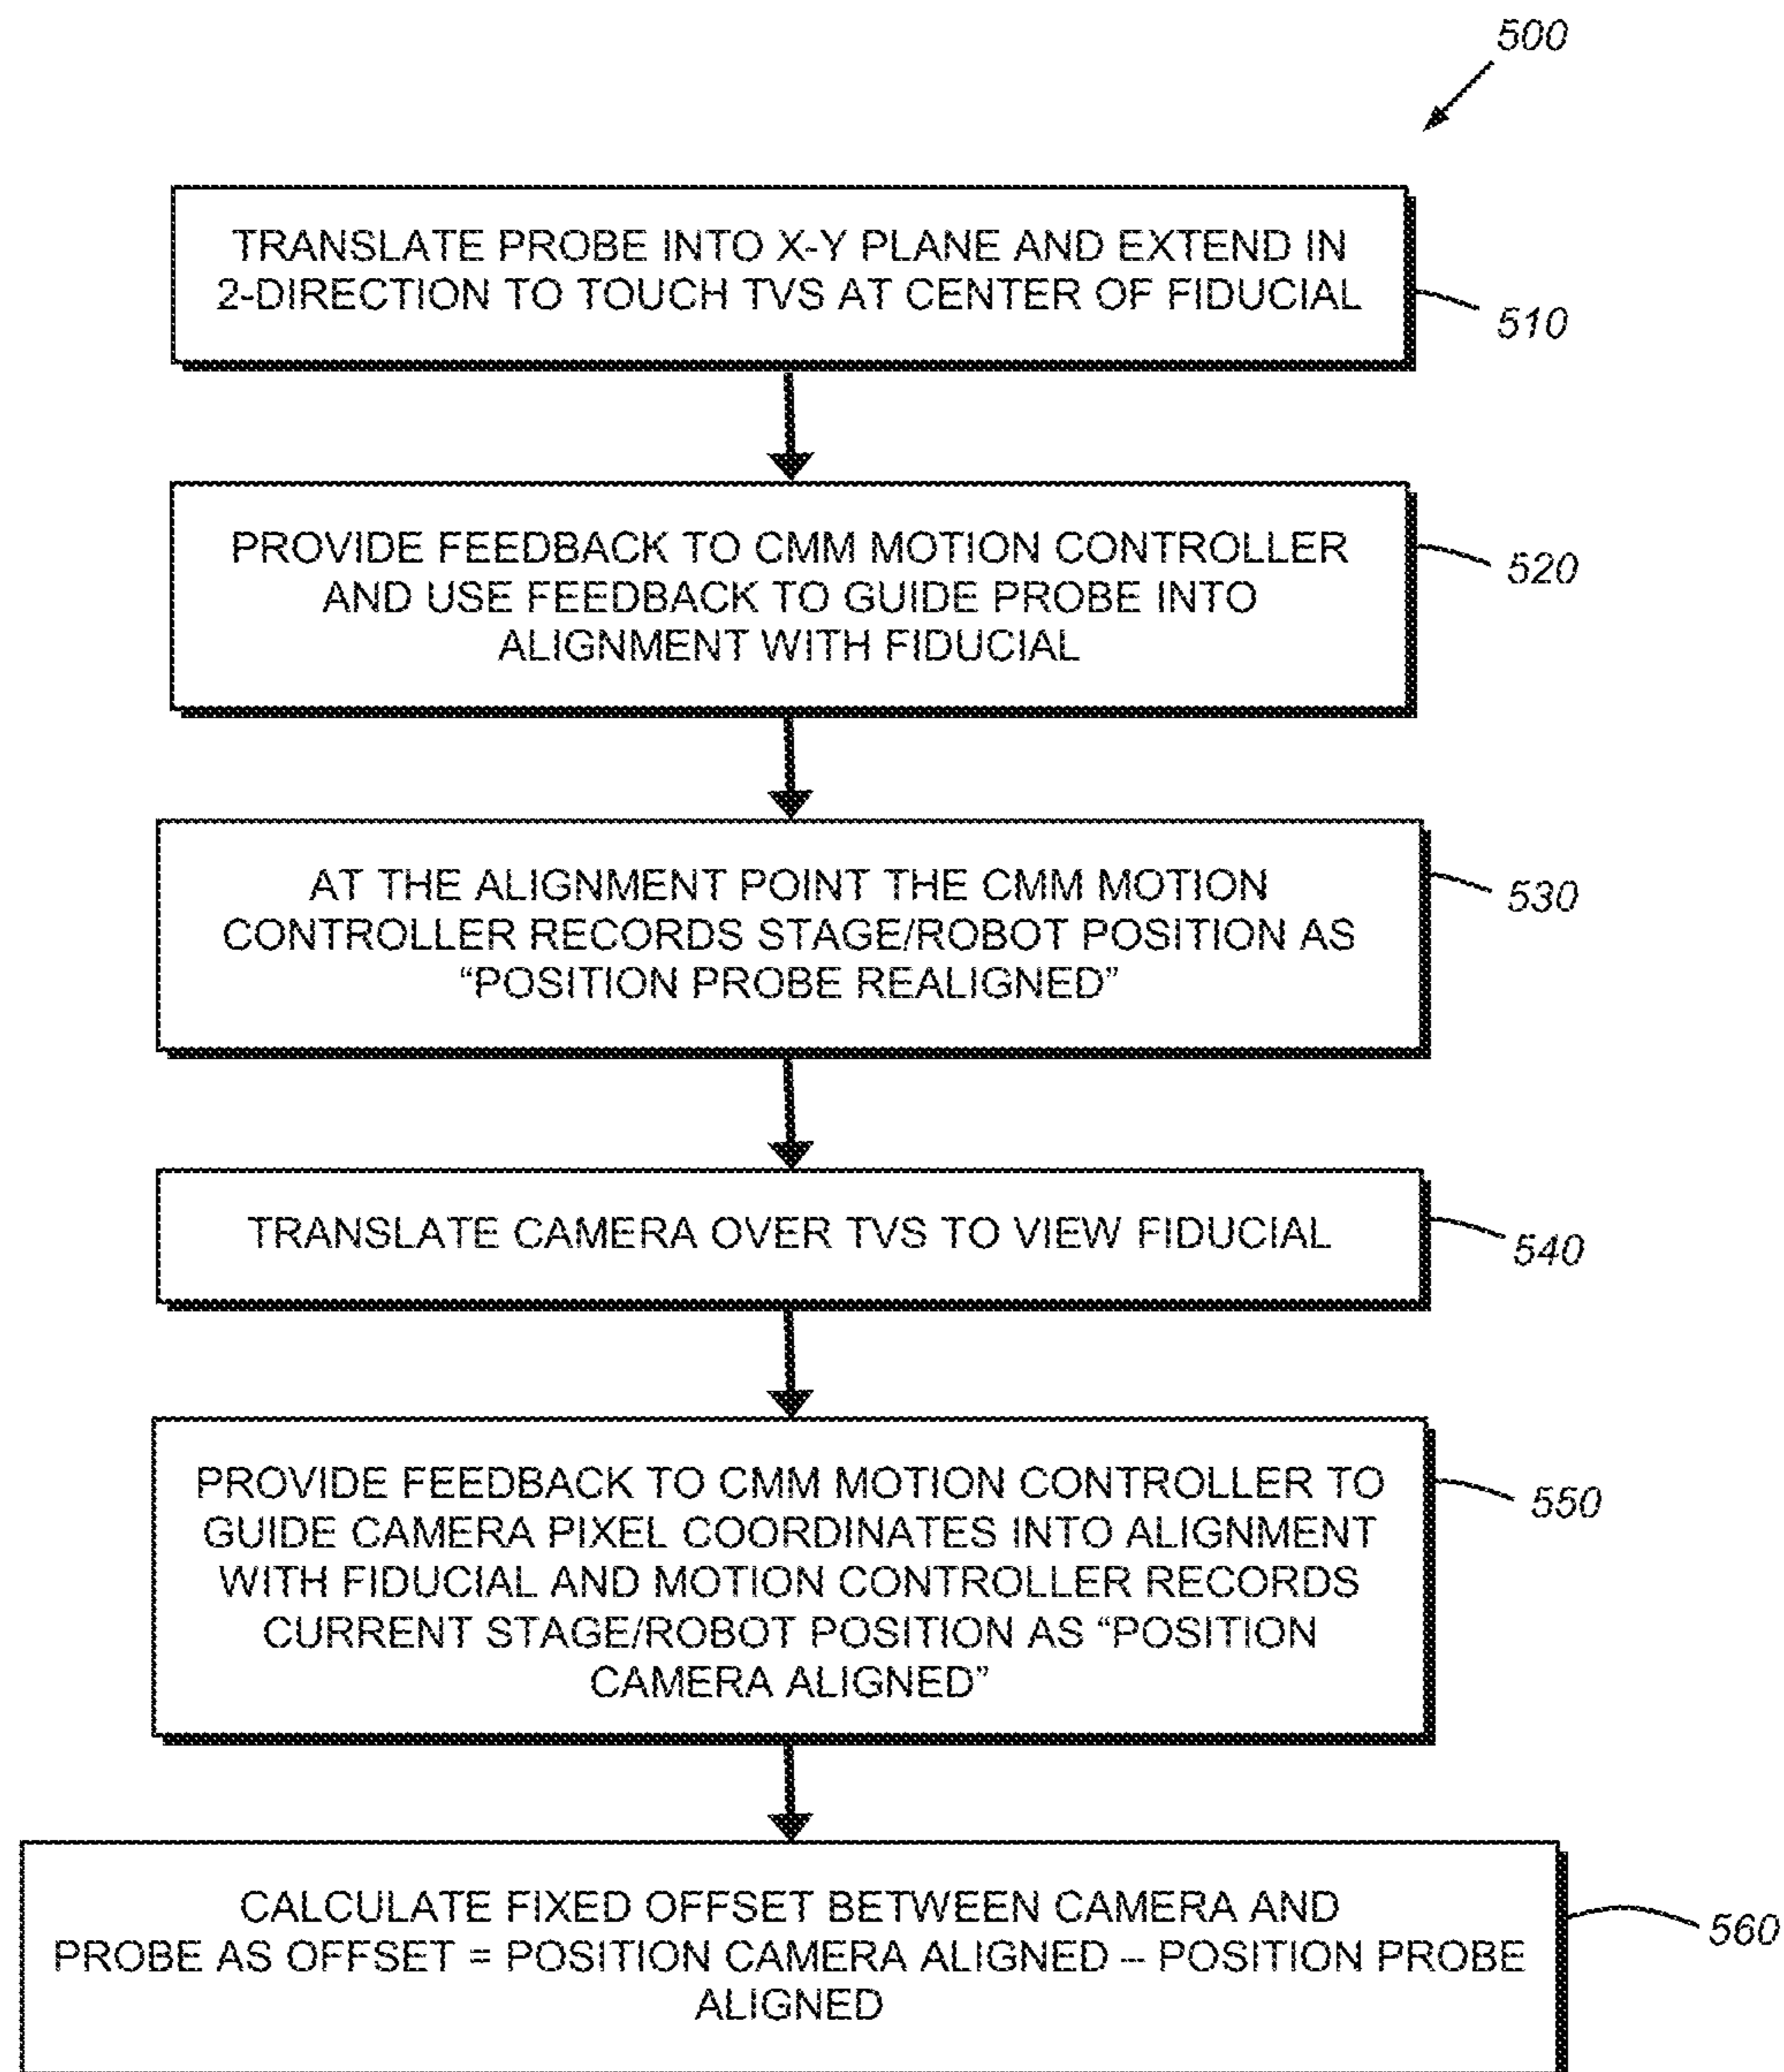 500
TRANSLATE PROBE INTO X-Y PLANE AND EXTEND IN
2-DIRECTION TO TOUCH TVS AT CENTER OF FIDUCIAL
510
PROVIDE FEEDBACK TO CMM MOTION CONTROLLER
AND USE FEEDBACK TO GUIDE PROBE INTO
ALIGNMENT WITH FIDUCIAL
520
AT THE ALIGNMENT POINT THE CMM MOTION
CONTROLLER RECORDS STAGE/ROBOT POSITION AS
“POSITION PROBE REALIGNED”
530
TRANSLATE CAMERA OVER TVS TO VIEW FIDUCIAL
540
PROVIDE FEEDBACK TO CMM MOTION CONTROLLER TO
GUIDE CAMERA PIXEL COORDINATES INTO ALIGNMENT
WITH FIDUCIAL AND MOTION CONTROLLER RECORDS
CURRENT STAGE/ROBOT POSITION AS “POSITION
CAMERA ALIGNED”
550
CALCULATE FIXED OFFSET BETWEEN CAMERA AND
PROBE AS OFFSET = POSITION CAMERA ALIGNED -- POSITION PROBE
ALIGNED
560